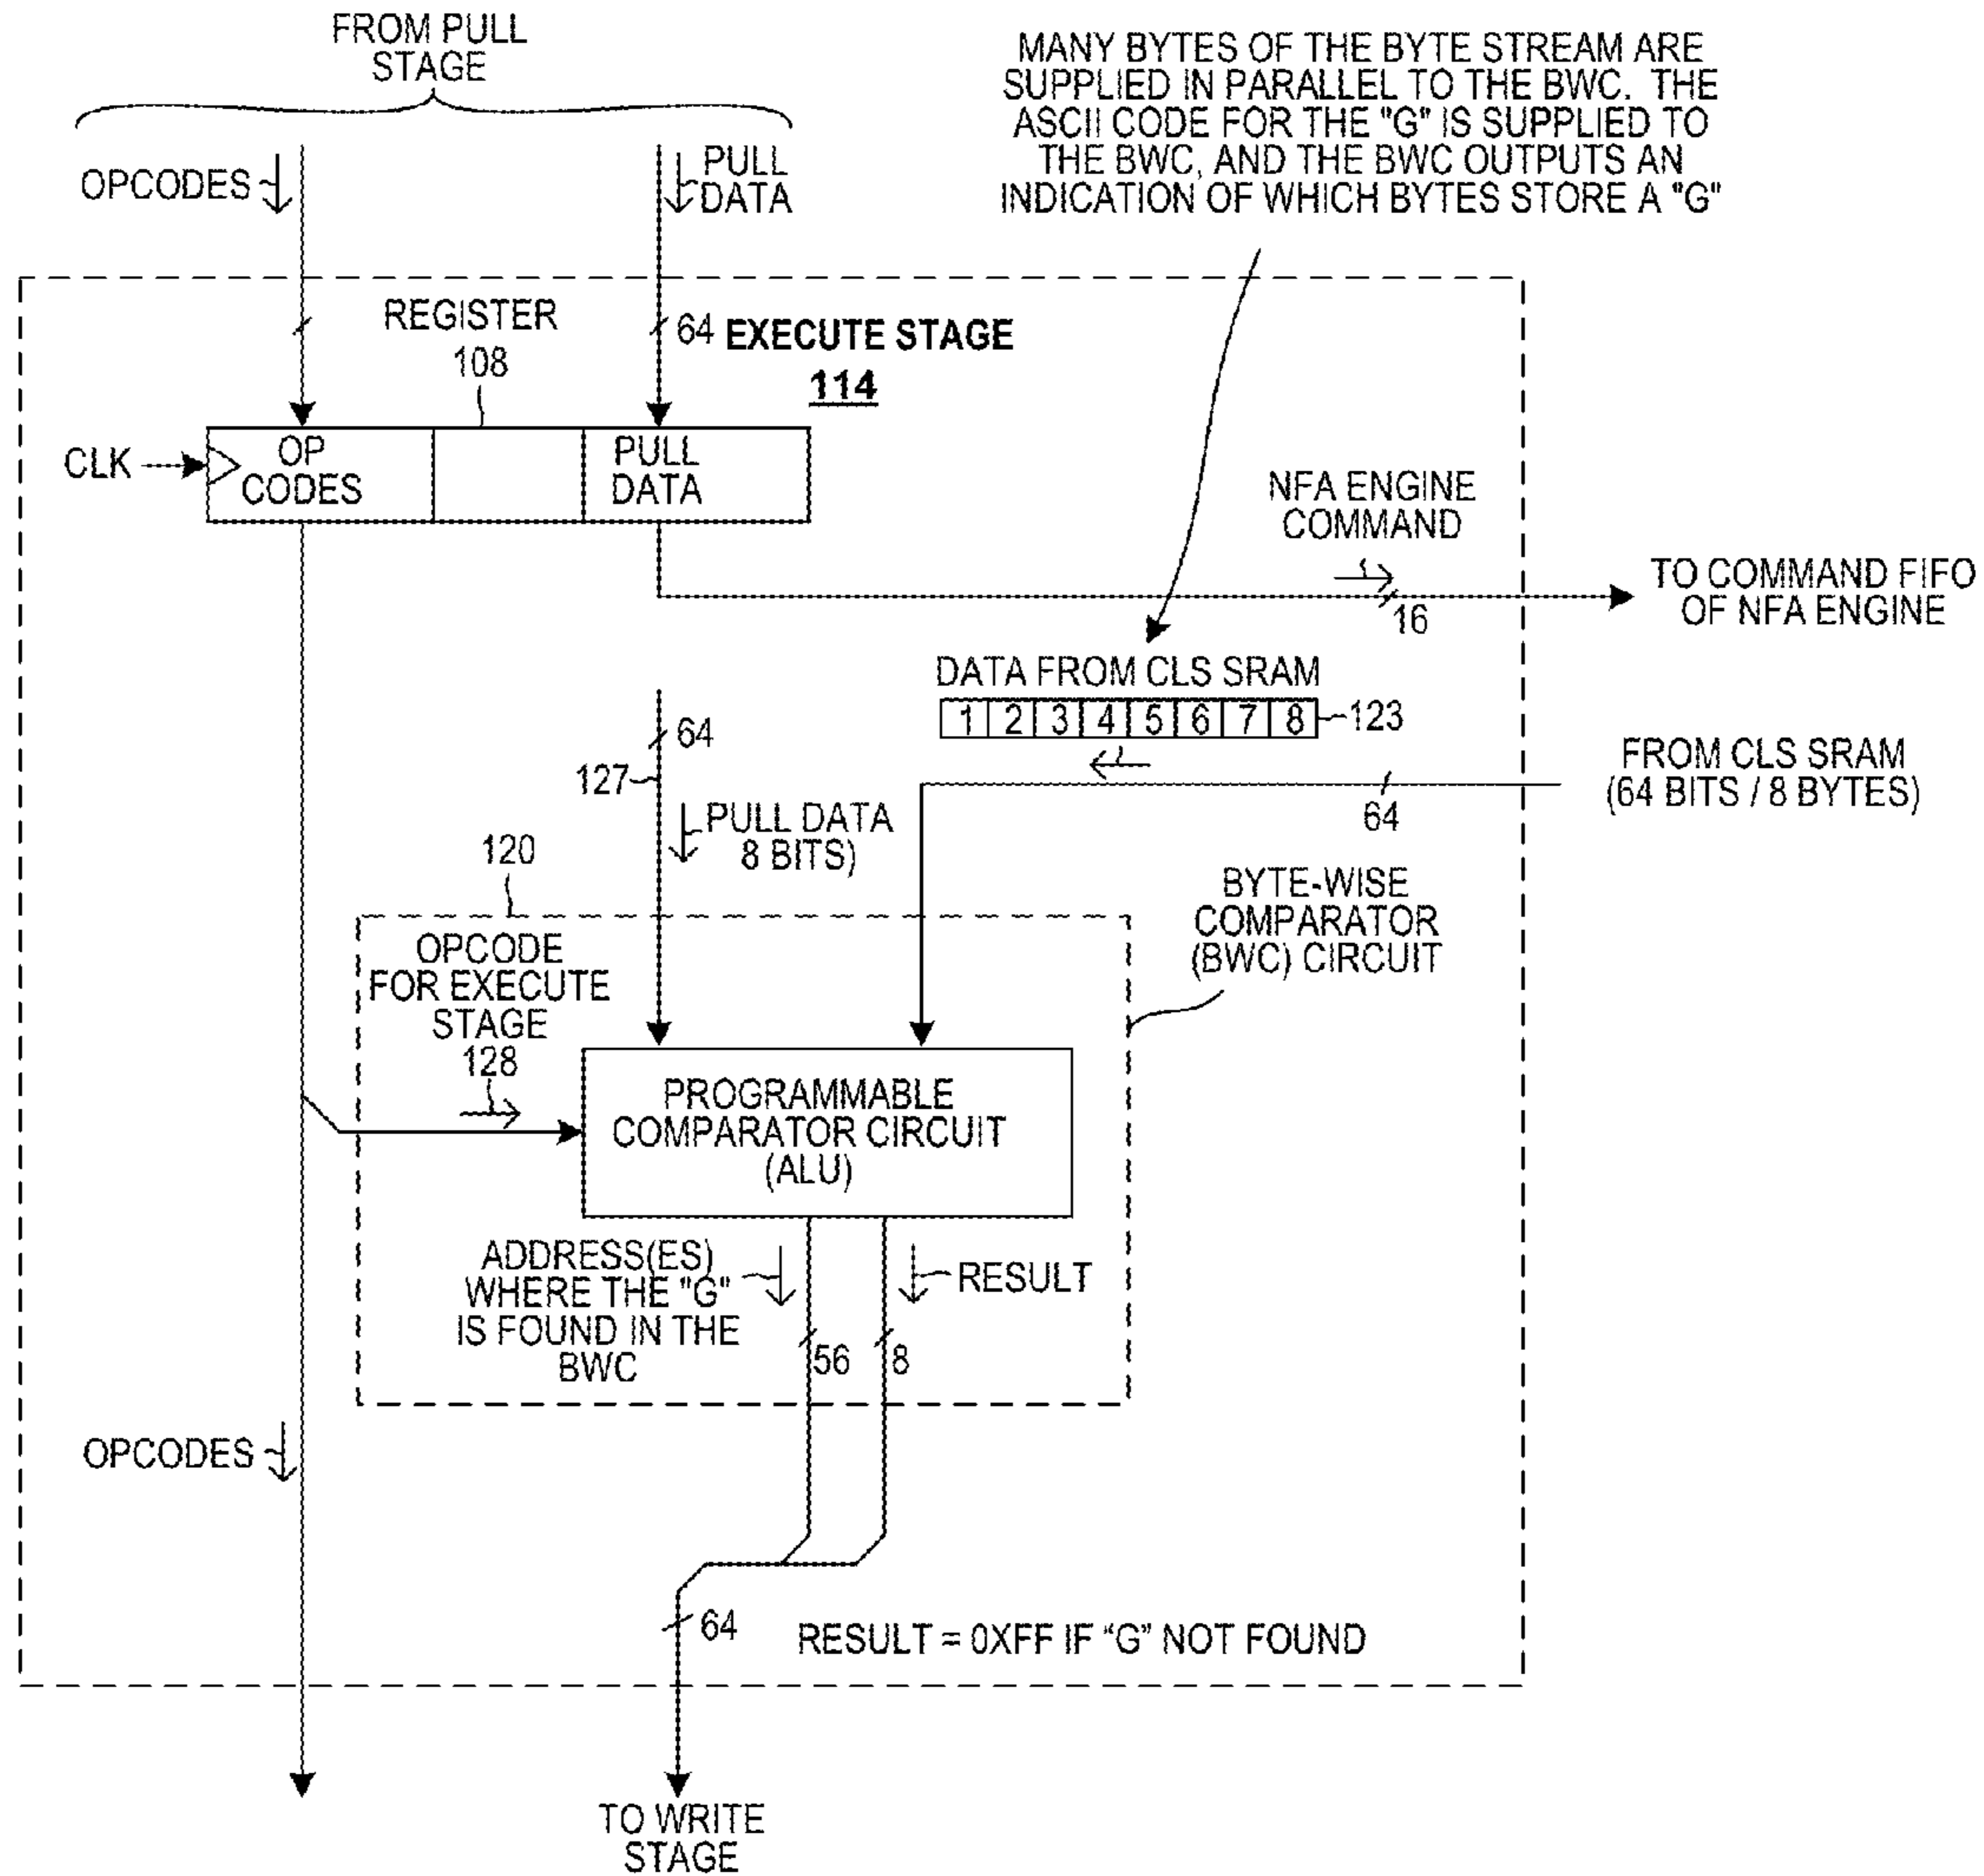 FROM PULL
STAGE
MANY BYTES OF THE BYTE STREAM ARE
SUPPLIED IN PARALLEL TO THE BWC. THE
ASCII CODE FOR THE "G" IS SUPPLIED TO
THE BWC, AND THE BWC OUTPUTS AN
INDICATION OF WHICH BYTES STORE A "G"
OPCODES
PULL
DATA
REGISTER
108
64
EXECUTE STAGE
114
CLK
OP
CODES
PULL
DATA
NFA ENGINE
COMMAND
16
TO COMMAND FIFO
OF NFA ENGINE
DATA FROM CLS SRAM
1 2 3 4 5 6 7 8
123
64
127
FROM CLS SRAM
(64 BITS / 8 BYTES)
64
PULL DATA
8 BITS)
120
BYTE-WISE
COMPARATOR
(BWC) CIRCUIT
OPCODE
FOR EXECUTE
STAGE
128
PROGRAMMABLE
COMPARATOR CIRCUIT
(ALU)
ADDRESS(ES)
WHERE THE "G"
IS FOUND IN THE
BWC
RESULT
56
8
OPCODES
64
RESULT = 0XFF IF "G" NOT FOUND
TO WRITE
STAGE